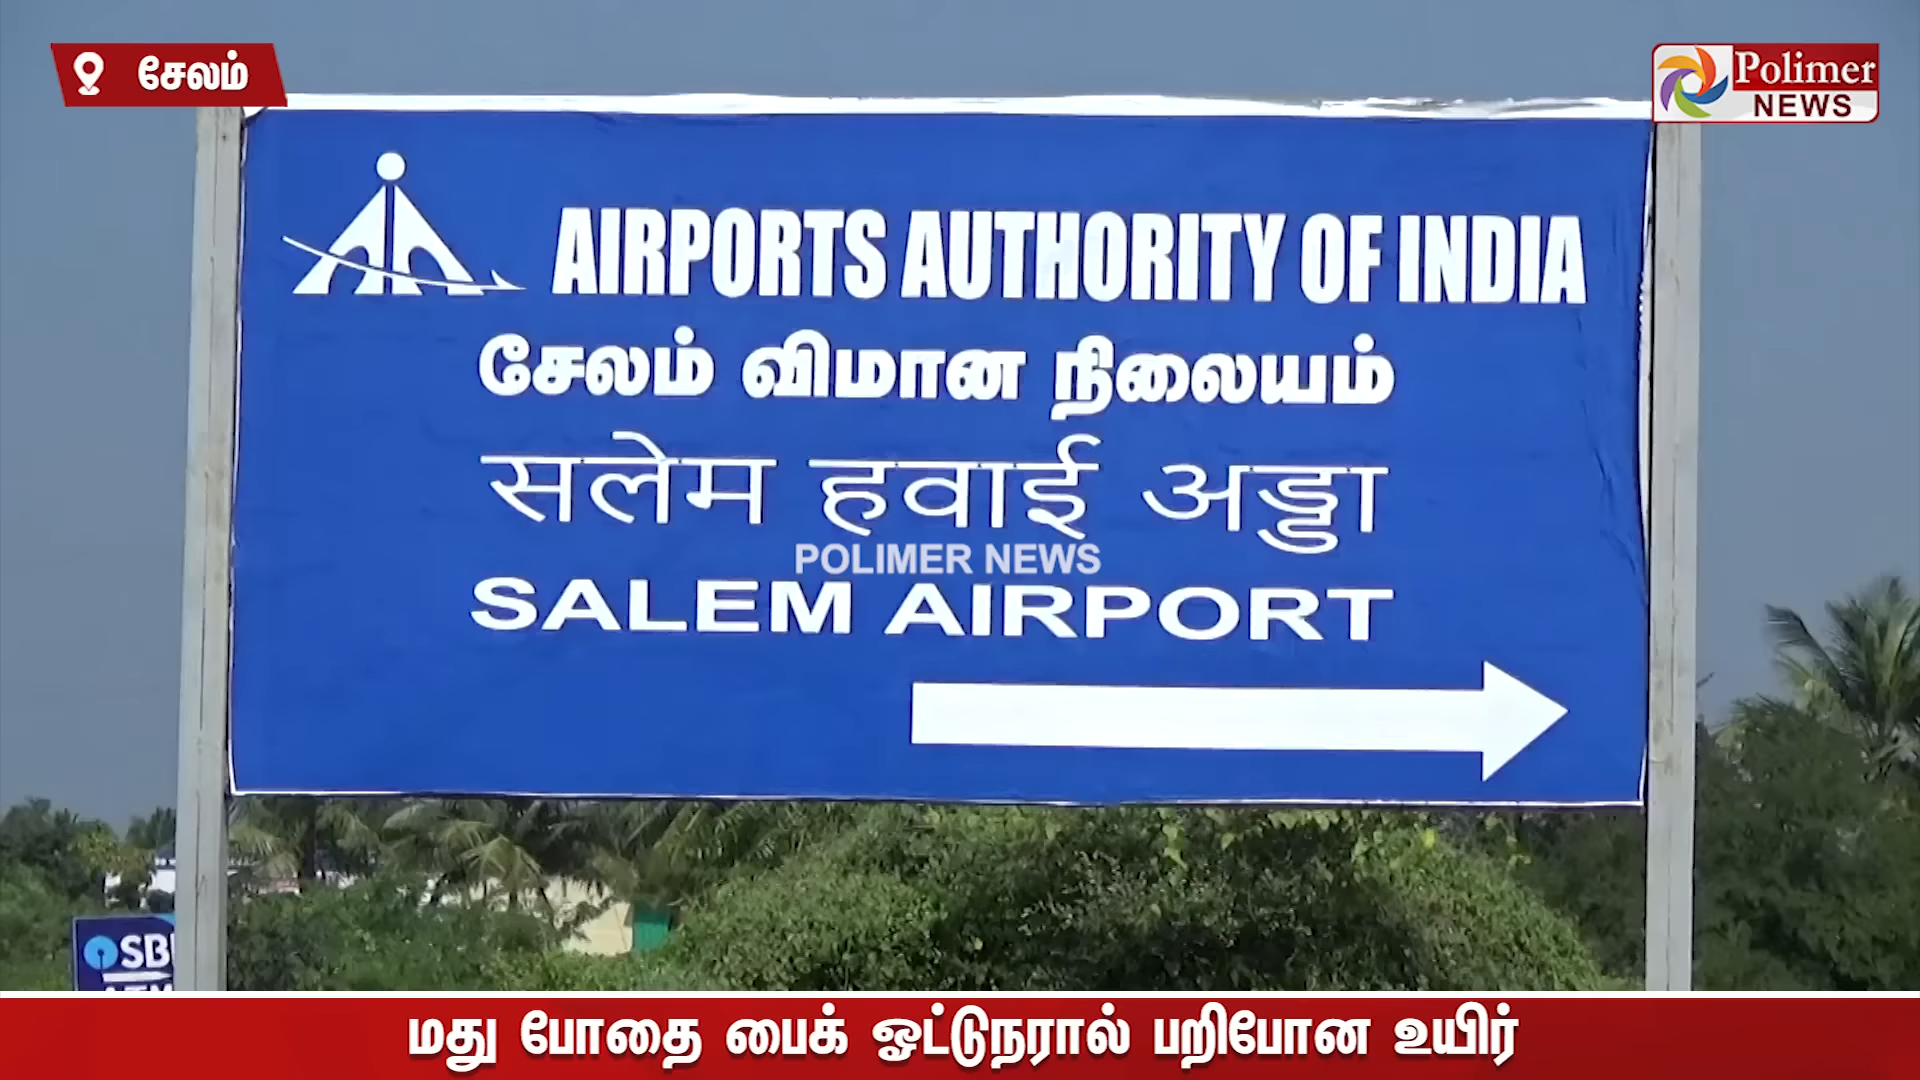 சேலம்
Polimer
NEWS
AIRPORTS AUTHORITY OF INDIA
சேலம் விமான நிலையம்
सलेम हवाई अड्डा
POLIMER NEWS
SALEM AIRPORT
SBI
ATM
மது போதை பைக் ஓட்டுநரால் பறிபோன உயிர்